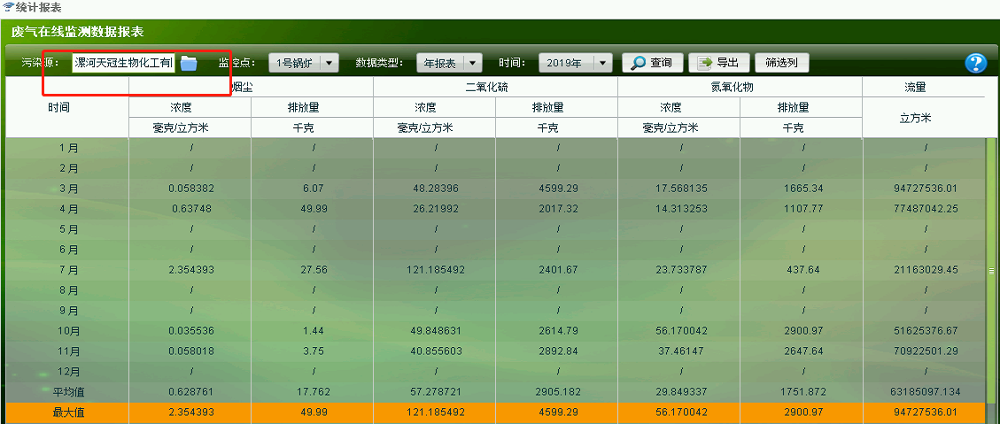 统计报表
废气在线监测数据报表
污染源： 漯河天冠生物化工有 监控点： 1号锅炉 数据类型： 年报表 时间： 2019年 查询 导出 筛选列 ?
时间 烟尘 二氧化硫 氮氧化物 流量
浓度 排放量 浓度 排放量 浓度 排放量 立方米
毫克/立方米 千克 毫克/立方米 千克 毫克/立方米 千克
1月 / / / / / / /
2月 / / / / / / /
3月 0.058382 6.07 48.28396 4599.29 17.568135 1665.34 94727536.01
4月 0.63748 49.99 26.21992 2017.32 14.313253 1107.77 77487042.25
5月 / / / / / / /
6月 / / / / / / /
7月 2.354393 27.56 121.185492 2401.67 23.733787 437.64 21163029.45
8月 / / / / / / /
9月 / / / / / / /
10月 0.035536 1.44 49.848631 2614.79 56.170042 2900.97 51625376.67
11月 0.058018 3.75 40.855603 2892.84 37.46147 2647.64 70922501.29
12月 / / / / / / /
平均值 0.628761 17.762 57.278721 2905.182 29.849337 1751.872 63185097.134
最大值 2.354393 49.99 121.185492 4599.29 56.170042 2900.97 94727536.01